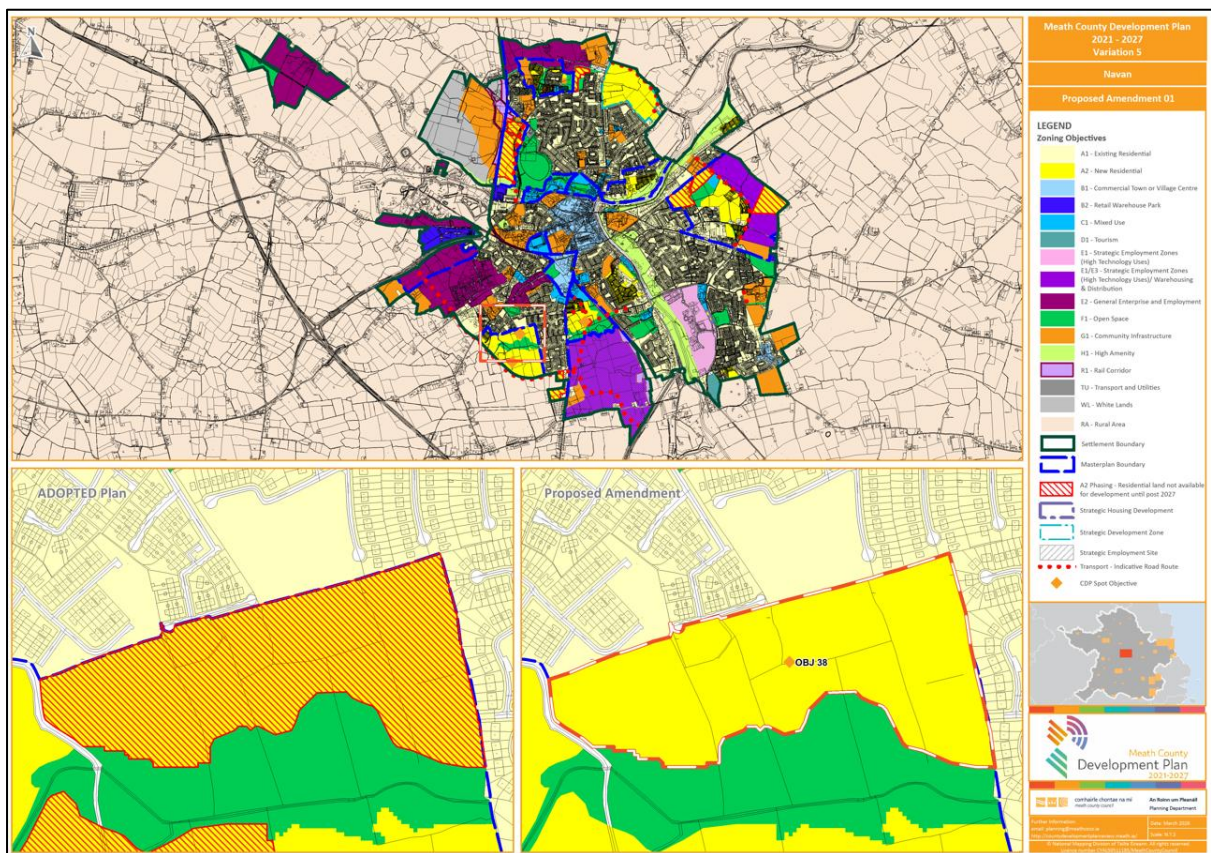 Meath County Development Plan
2021 - 2027
Variation 5
Navan
Proposed Amendment 01
N
LEGEND
Zoning Objectives
A1 - Existing Residential
A2 - New Residential
B1 - Commercial Town or Village Centre
B2 - Retail Warehouse Park
C1 - Mixed Use
D1 - Tourism
E1 - Strategic Employment Zones
(High Technology Uses)
E1/E3 - Strategic Employment Zones
(High Technology Uses)/ Warehousing
& Distribution
E2 - General Enterprise and Employment
F1 - Open Space
G1 - Community Infrastructure
H1 - High Amenity
R1 - Rail Corridor
TU - Transport and Utilities
WL - White Lands
RA - Rural Area
Settlement Boundary
Masterplan Boundary
A2 Phasing - Residential land not available
for development until post 2027
Strategic Housing Development
Strategic Development Zone
Strategic Employment Site
Transport - Indicative Road Route
CDP Spot Objective
ADOPTED Plan
Proposed Amendment
OBJ 38
Meath County
Development Plan
2021-2027
comhairle chontae na mí
meath county council
An Roinn um Pleanáil
Planning Department
Further Information: